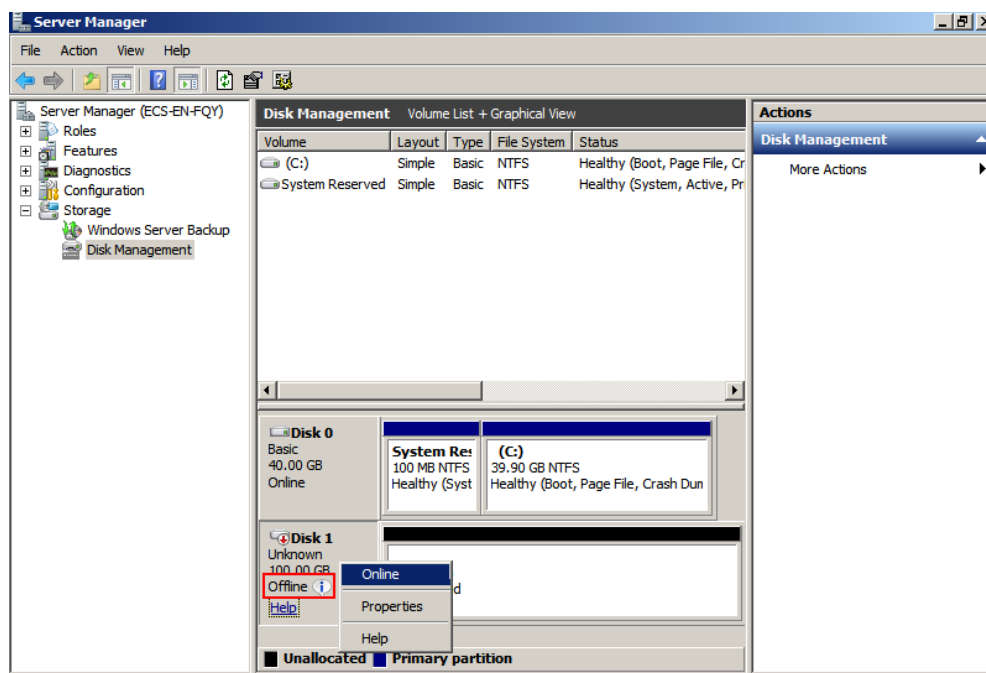 Server Manager
File Action View Help
Server Manager (ECS-EN-FQY)
Roles
Features
Diagnostics
Configuration
Storage
Windows Server Backup
Disk Management
Disk Management Volume List + Graphical View
Volume Layout Type File System Status
(C:) Simple Basic NTFS Healthy (Boot, Page File, Cr
System Reserved Simple Basic NTFS Healthy (System, Active, Pri
Disk 0
Basic
40.00 GB
Online
System Res
100 MB NTFS
Healthy (Syst
(C:)
39.90 GB NTFS
Healthy (Boot, Page File, Crash Dun
Disk 1
Unknown
100.00 GB
Offline
Help
d
Online
Properties
Help
Unallocated Primary partition
Actions
Disk Management
More Actions